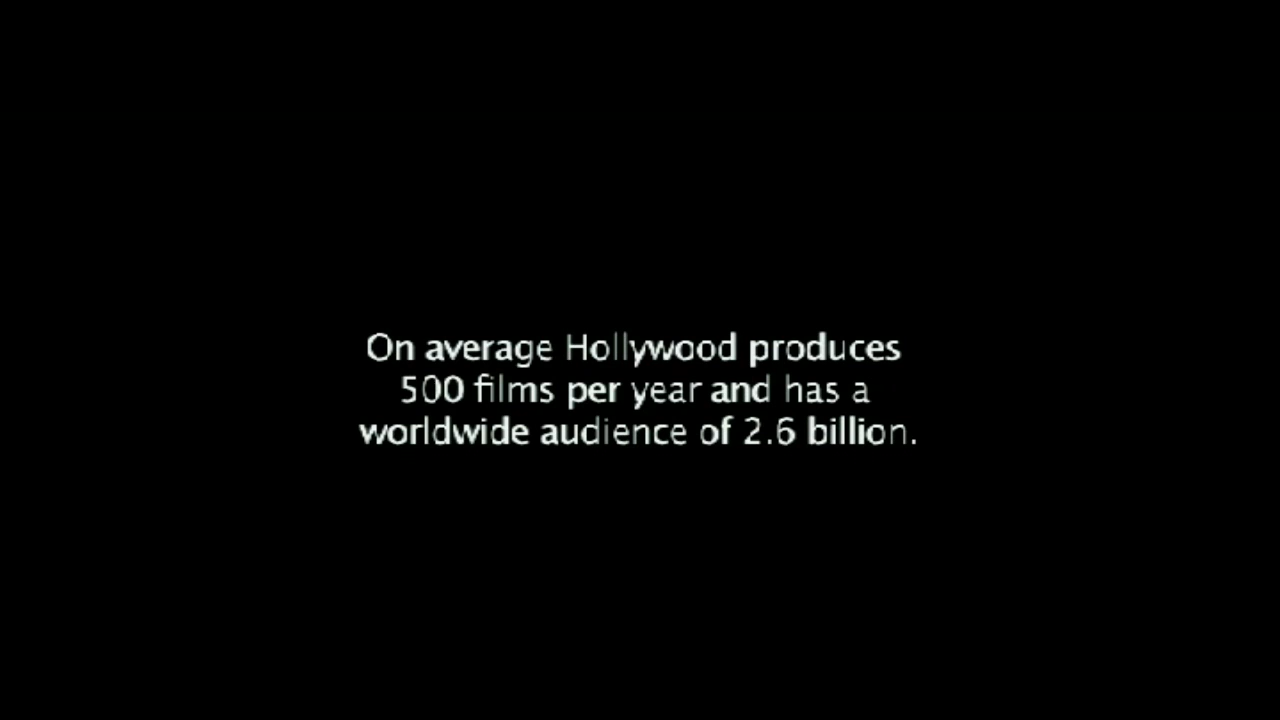 On average Hollywood produces
500 films per year and has a
worldwide audience of 2.6 billion.